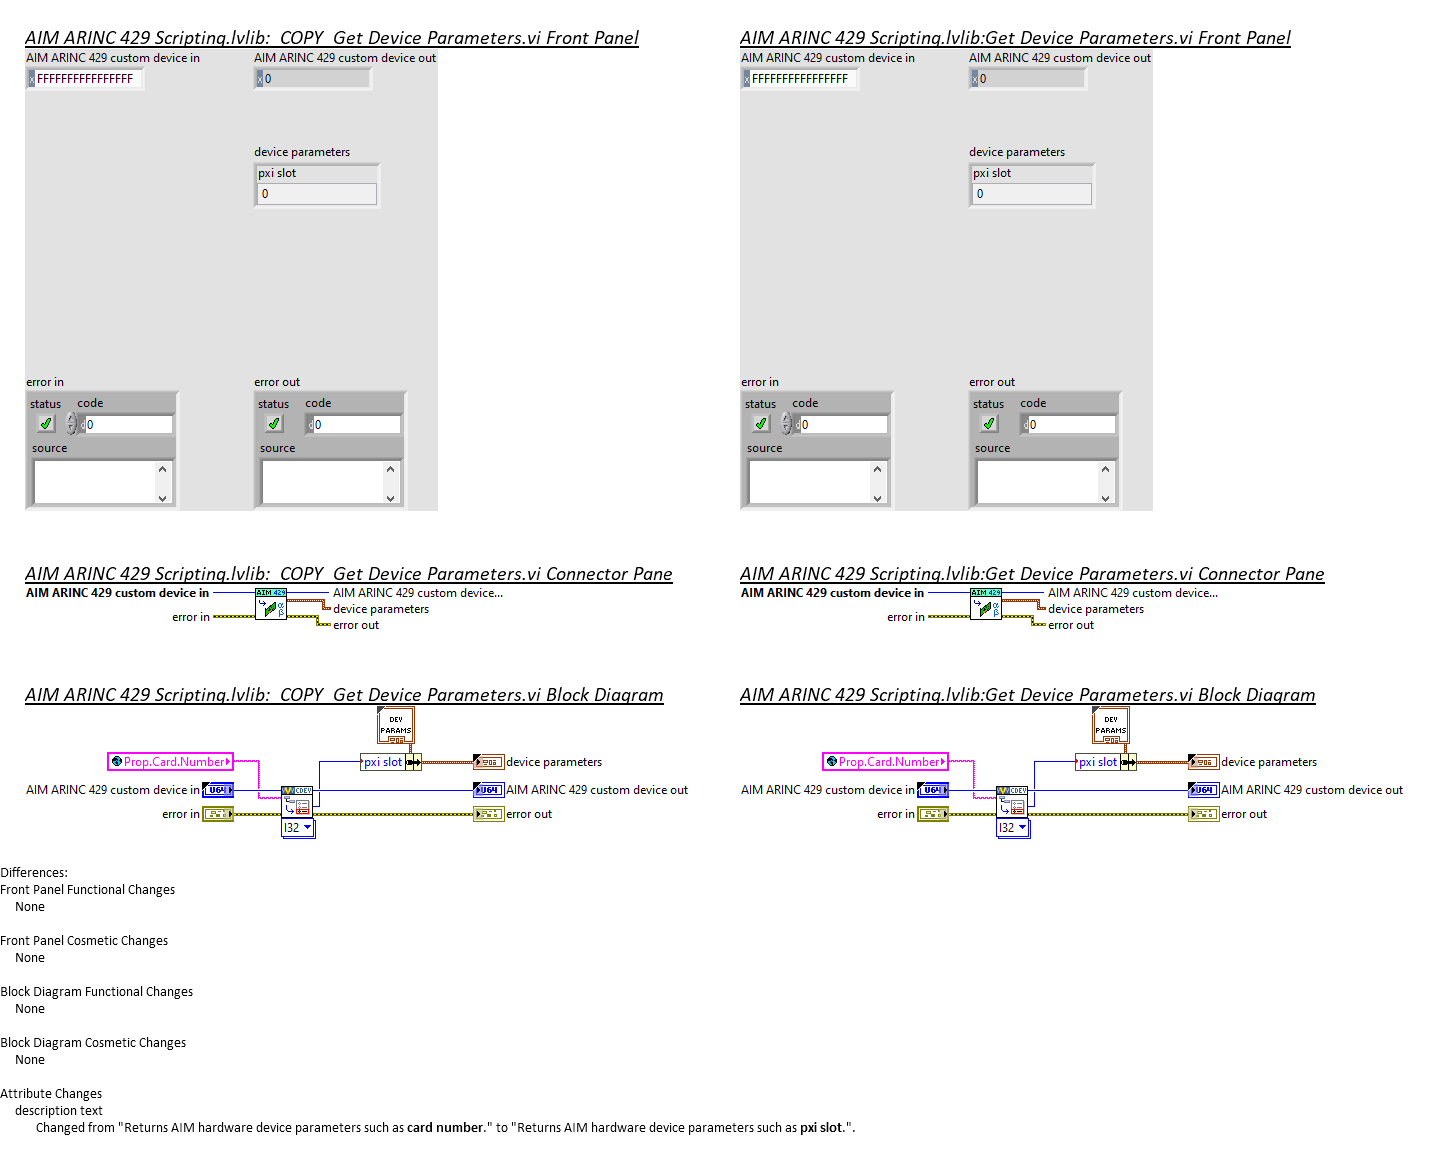 AIM ARINC 429 Scripting.lvlib:_COPY_Get Device Parameters.vi Front Panel
AIM ARINC 429 custom device in AIM ARINC 429 custom device out
x FFFFFFFFFFFFFFFF x 0
device parameters
pxi slot
0
error in error out
status code status code
d 0 d 0
source source
AIM ARINC 429 Scripting.lvlib:Get Device Parameters.vi Front Panel
AIM ARINC 429 custom device in AIM ARINC 429 custom device out
x FFFFFFFFFFFFFFFF x 0
device parameters
pxi slot
0
error in error out
status code status code
d 0 d 0
source source
AIM ARINC 429 Scripting.lvlib:_COPY_Get Device Parameters.vi Connector Pane
AIM ARINC 429 custom device in AIM 429 AIM ARINC 429 custom device...
α β device parameters
error in error out
AIM ARINC 429 Scripting.lvlib:Get Device Parameters.vi Connector Pane
AIM ARINC 429 custom device in AIM 429 AIM ARINC 429 custom device...
α β device parameters
error in error out
AIM ARINC 429 Scripting.lvlib:_COPY_Get Device Parameters.vi Block Diagram
DEV
PARAMS
Prop.Card.Number pxi slot device parameters
AIM ARINC 429 custom device in U64 CDEV U64 AIM ARINC 429 custom device out
error in error out
I32
AIM ARINC 429 Scripting.lvlib:Get Device Parameters.vi Block Diagram
DEV
PARAMS
Prop.Card.Number pxi slot device parameters
AIM ARINC 429 custom device in U64 CDEV U64 AIM ARINC 429 custom device out
error in error out
I32
Differences:
Front Panel Functional Changes
None
Front Panel Cosmetic Changes
None
Block Diagram Functional Changes
None
Block Diagram Cosmetic Changes
None
Attribute Changes
description text
Changed from "Returns AIM hardware device parameters such as card number." to "Returns AIM hardware device parameters such as pxi slot.".